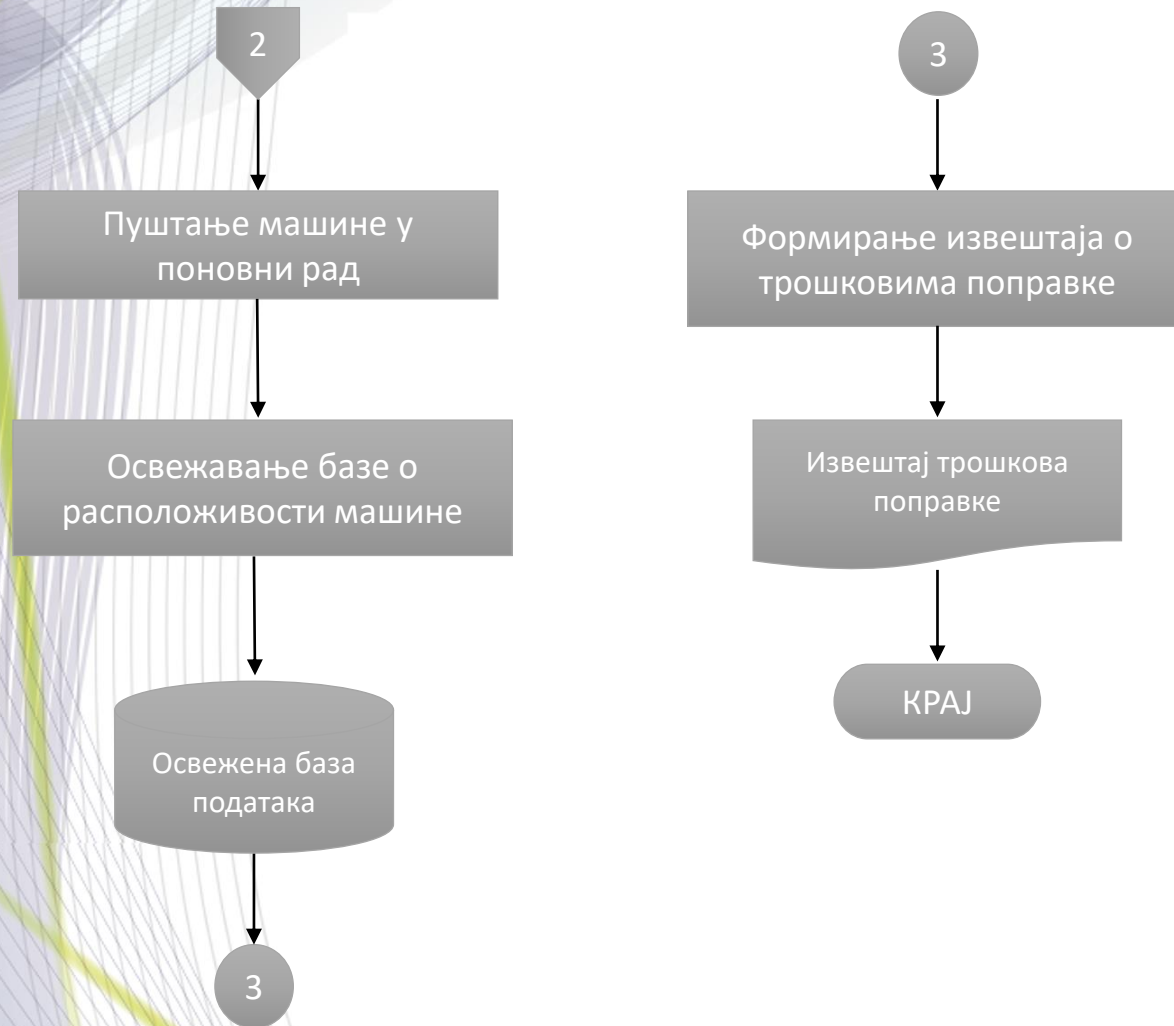 2
Пуштање машине у
поновни рад
Освежавање базе о
расположивости машине
Освежена база
података
3
3
Формирање извештаја о
трошковима поправке
Извештај трошкова
поправке
КРАЈ